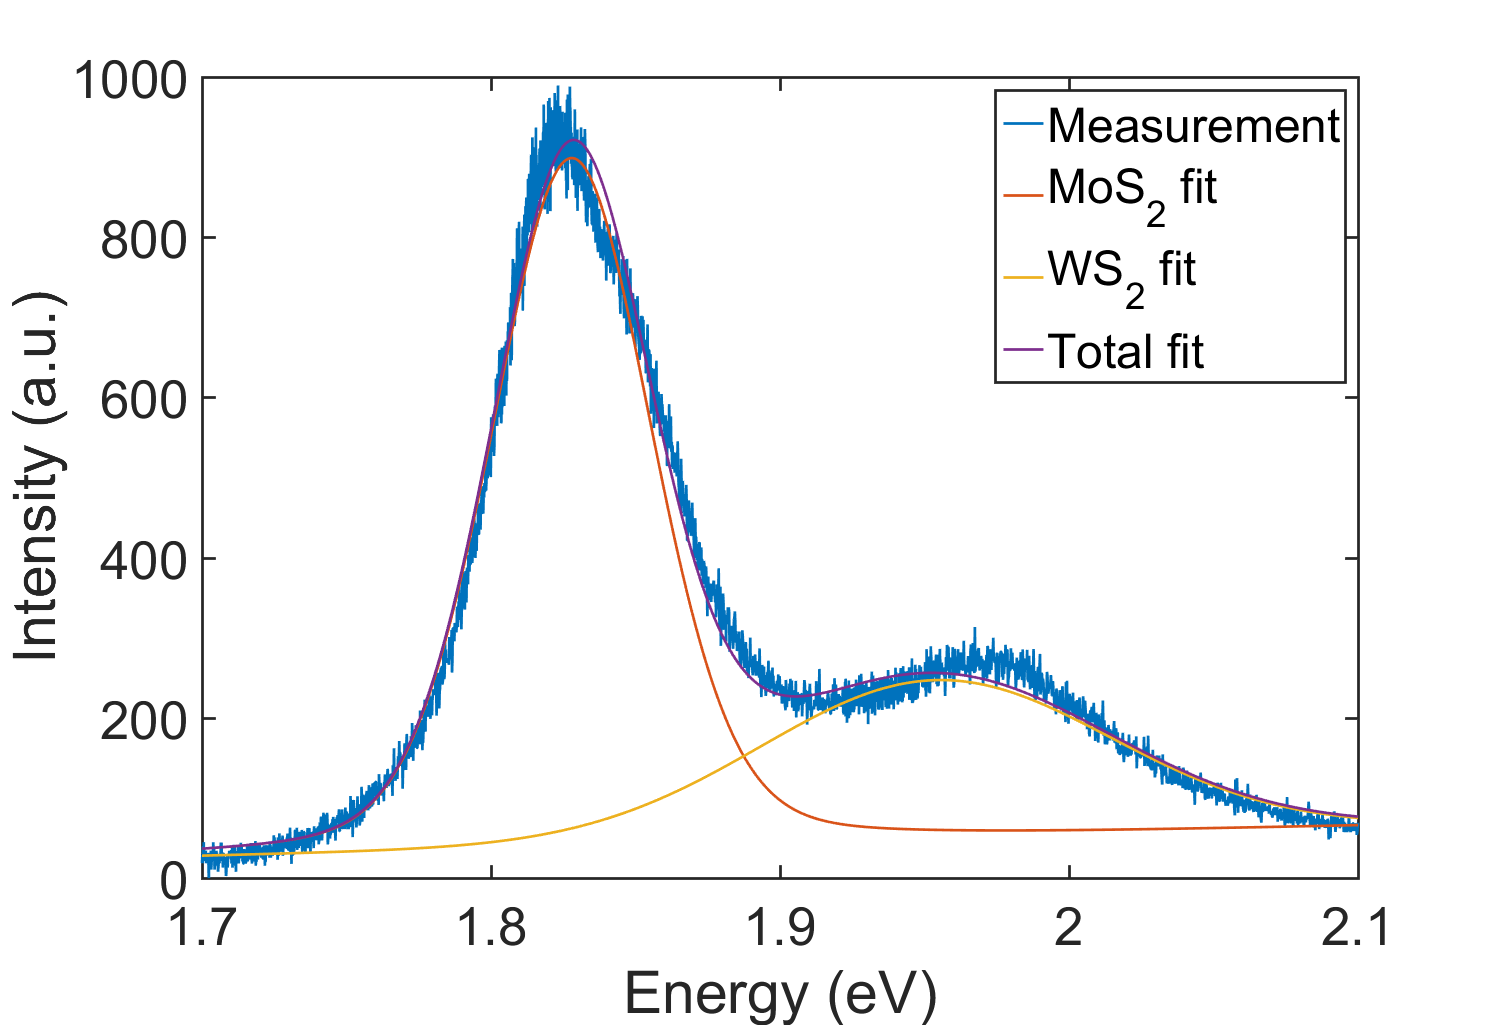 1000
800
600
400
200
0
Intensity (a.u.)
Measurement
MoS2 fit
WS2 fit
Total fit
1.7 1.8 1.9 2 2.1
Energy (eV)